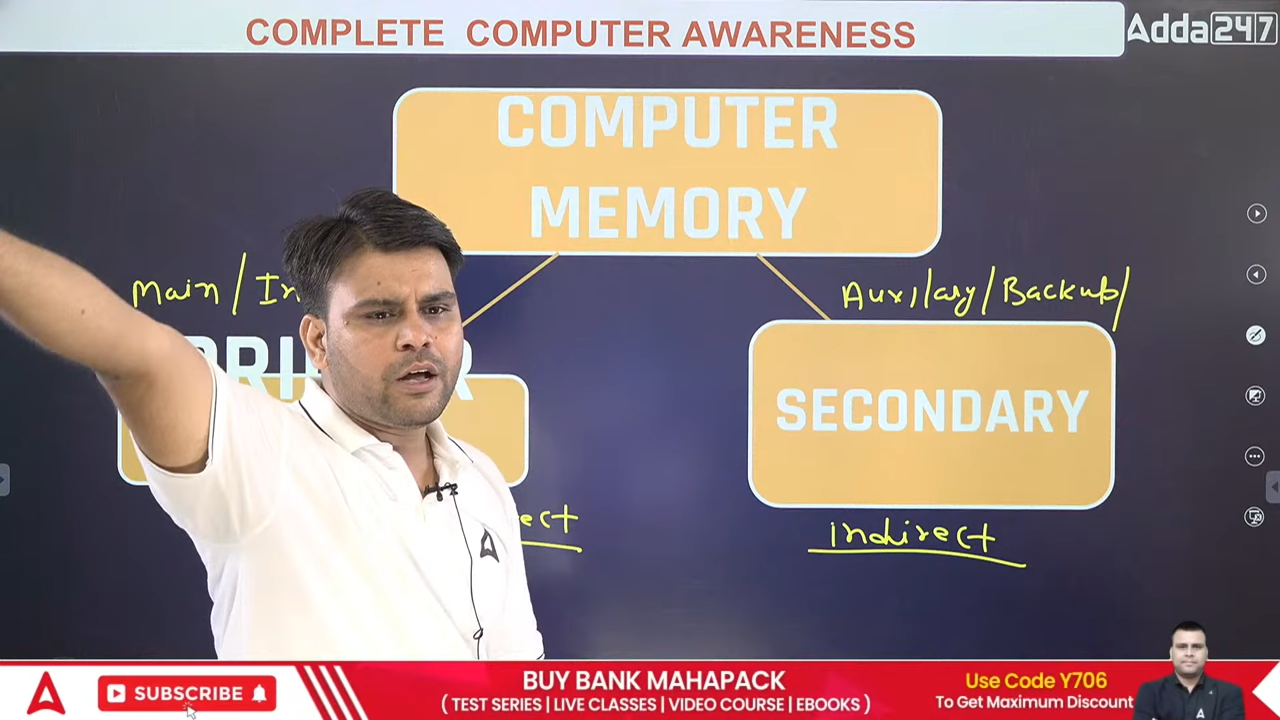 COMPLETE COMPUTER AWARENESS
Adda247
COMPUTER
MEMORY
Main/In
Auxilary/Backub/
SECONDARY
ect
indirect
SUBSCRIBE
BUY BANK MAHAPACK
( TEST SERIES | LIVE CLASSES | VIDEO COURSE | EBOOKS )
Use Code Y706
To Get Maximum Discount